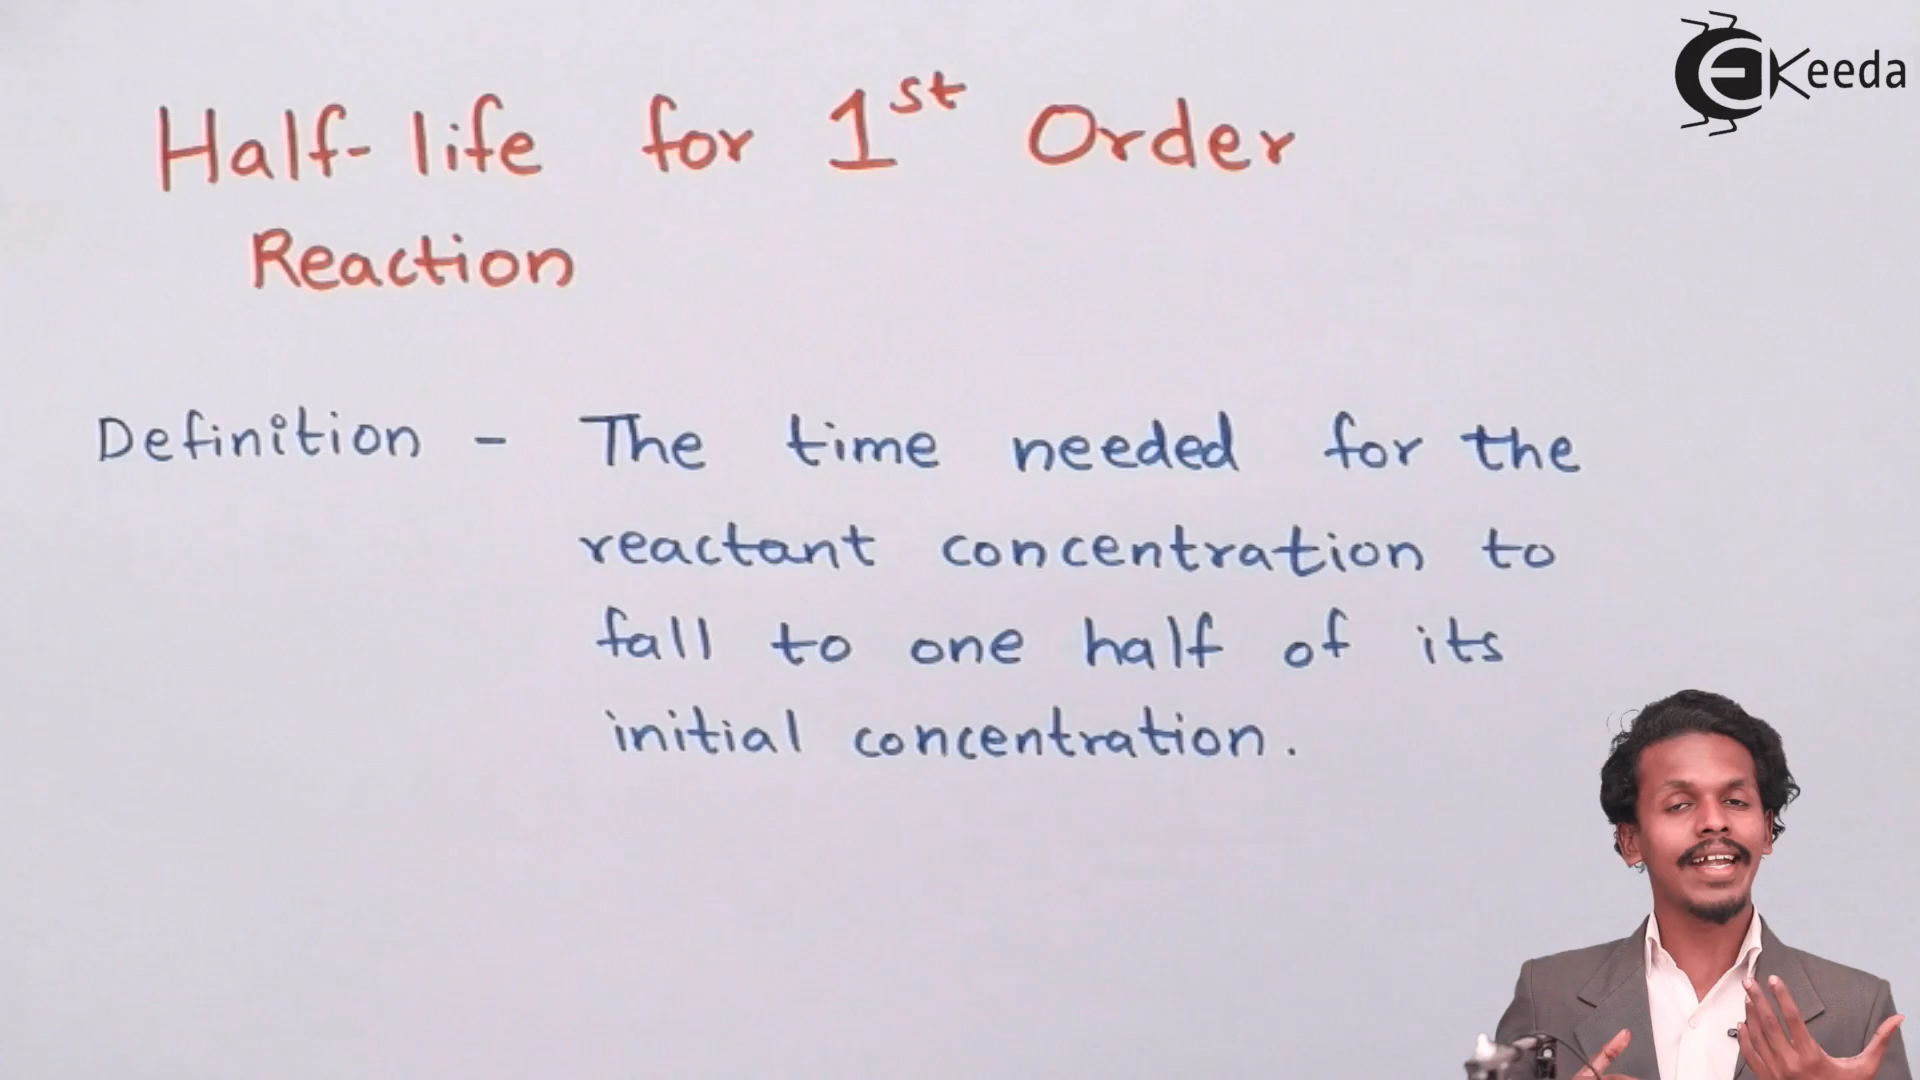 EKeeda
Half-life for 1st Order
Reaction
Definition - The time needed for the
reactant concentration to
fall to one half of its
initial concentration.